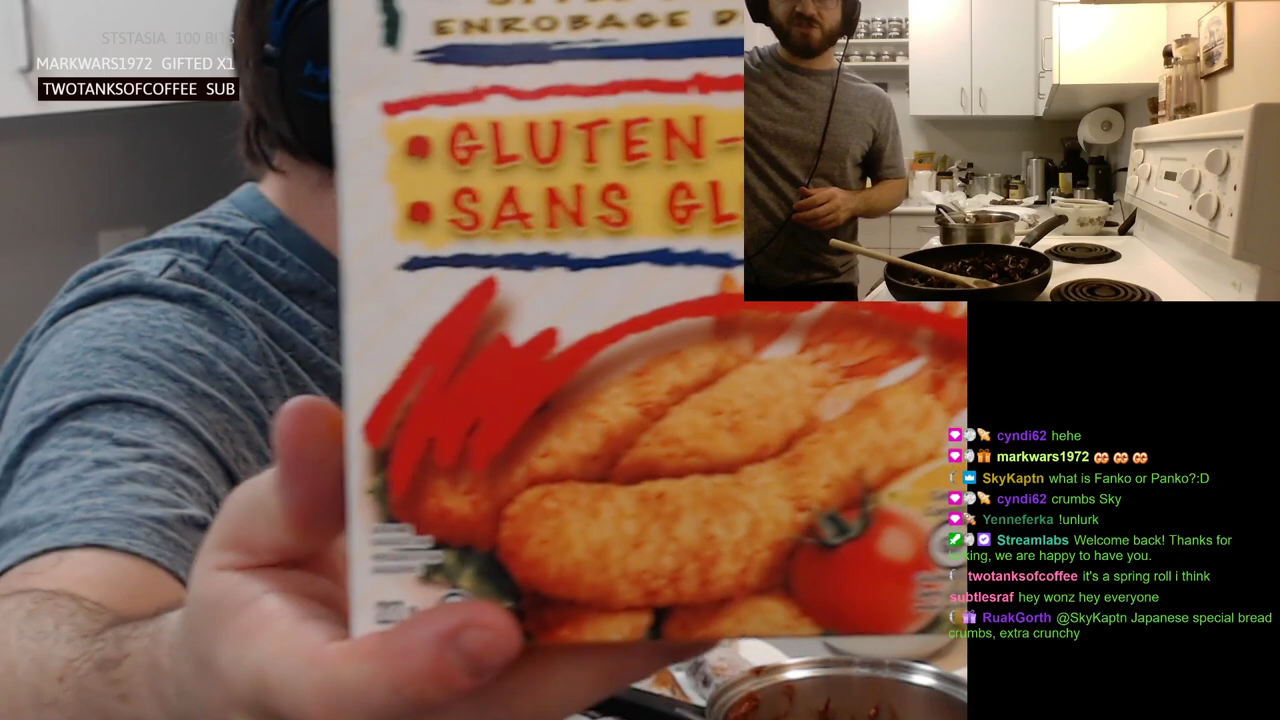 STSTASIA 100 BITS
MARKWARS1972 GIFTED X1
TWOTANKSOFCOFFEE SUB
ENROBAGE
• GLUTEN-
• SANS GL
cyndi62 hehe
markwars1972
SkyKaptn what is Fanko or Panko?:D
cyndi62 crumbs Sky
Yenneferka !unlurk
Streamlabs Welcome back! Thanks for
king, we are happy to have you.
twotanksofcoffee it's a spring roll i think
subtlesraf hey wonz hey everyone
RuakGorth @SkyKaptn Japanese special bread
crumbs, extra crunchy